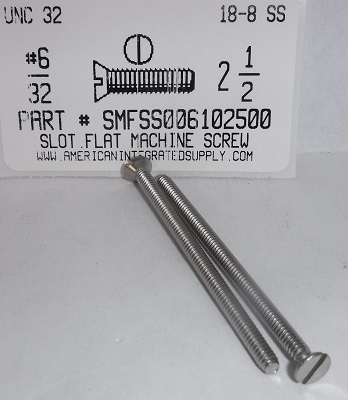 UNC 32 18-8 SS
#6/32 2 1/2
PART # SMFSS006102500
SLOT FLAT MACHINE SCREW
WWW.AMERICANINTEGRATEDSUPPLY.COM